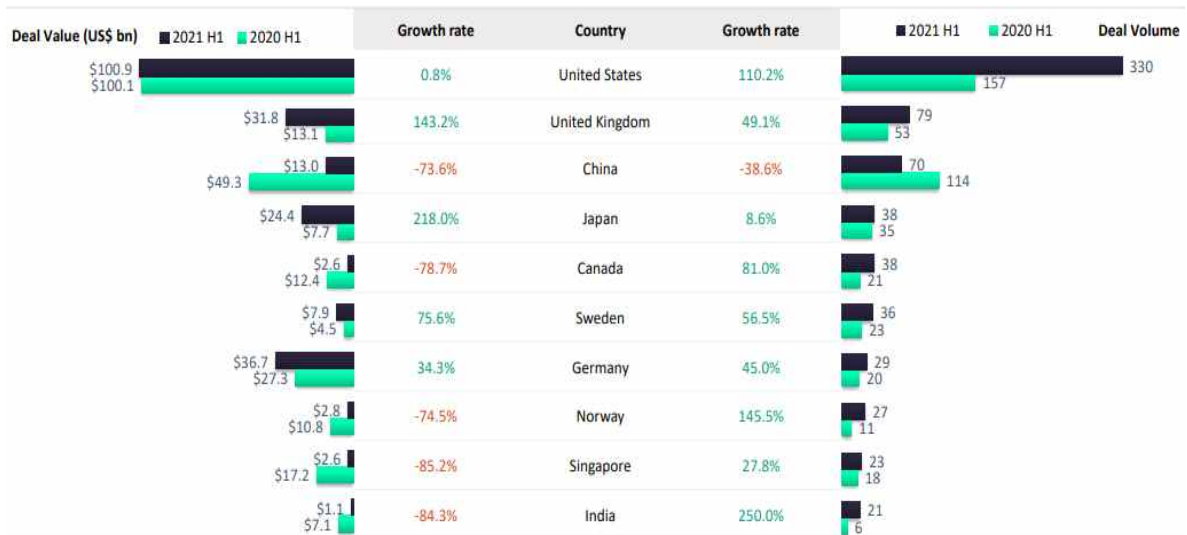 Deal Value (US$ bn) 2021 H1 2020 H1 Growth rate Country Growth rate 2021 H1 2020 H1 Deal Volume
$100.9 0.8% United States 110.2% 330
$100.1 157
$31.8 143.2% United Kingdom 49.1% 79
$13.1 53
$13.0 -73.6% China -38.6% 70
$49.3 114
$24.4 218.0% Japan 8.6% 38
$7.7 35
$2.6 -78.7% Canada 81.0% 38
$12.4 21
$7.9 75.6% Sweden 56.5% 36
$4.5 23
$36.7 34.3% Germany 45.0% 29
$27.3 20
$2.8 -74.5% Norway 145.5% 27
$10.8 11
$2.6 -85.2% Singapore 27.8% 23
$17.2 18
$1.1 -84.3% India 250.0% 21
$7.1 6